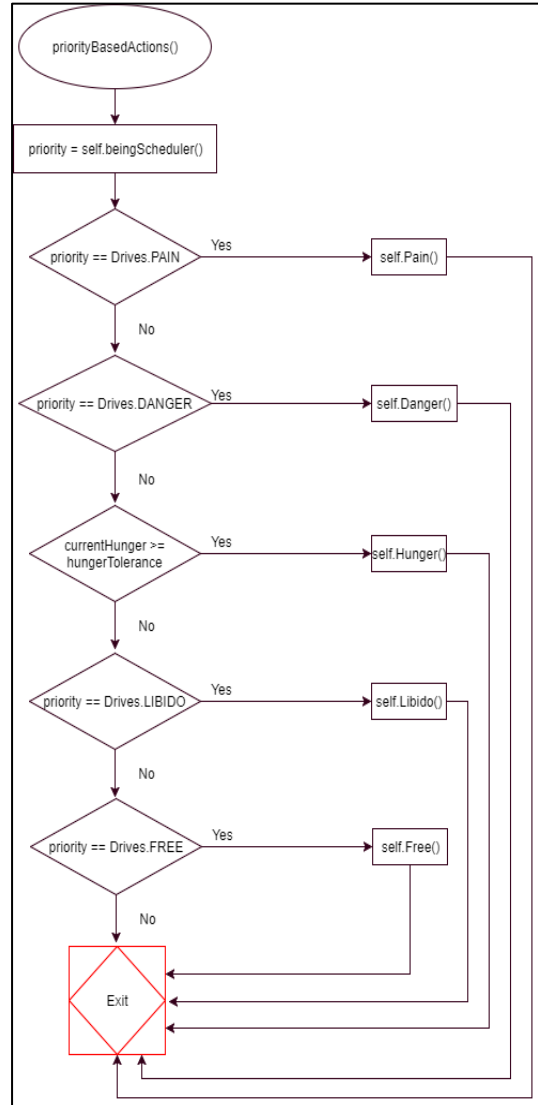 priorityBasedActions()
priority = self.beingScheduler()
priority == Drives.PAIN
Yes
self.Pain()
No
priority == Drives.DANGER
Yes
self.Danger()
No
currentHunger >=
hungerTolerance
Yes
self.Hunger()
No
priority == Drives.LIBIDO
Yes
self.Libido()
No
priority == Drives.FREE
Yes
self.Free()
No
Exit